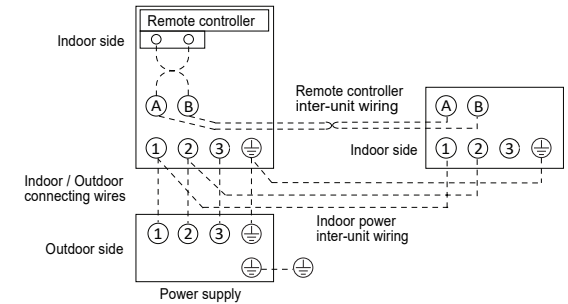 Remote controller
Indoor side
A B
Remote controller
inter-unit wiring
A B
1 2 3
Indoor side
1 2 3
Indoor / Outdoor
connecting wires
Indoor power
inter-unit wiring
1 2 3
Outdoor side
Power supply